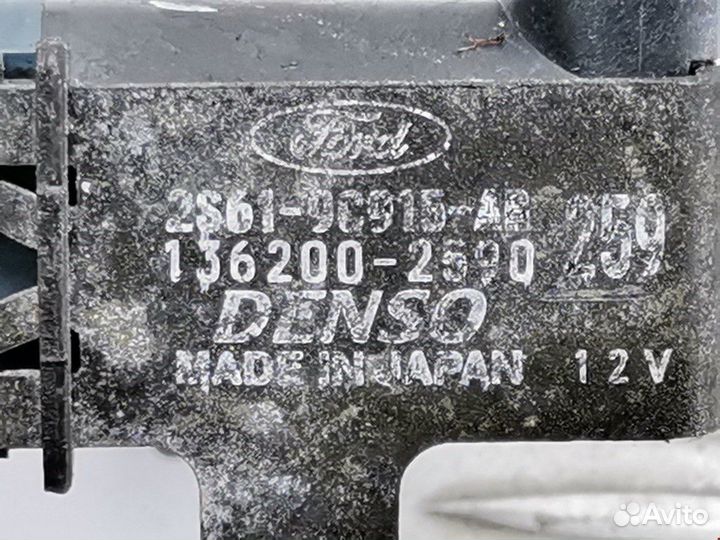 Ford
2S61-9C915-AB 259
136200-2590
DENSO
MADE IN JAPAN 12V
Avito